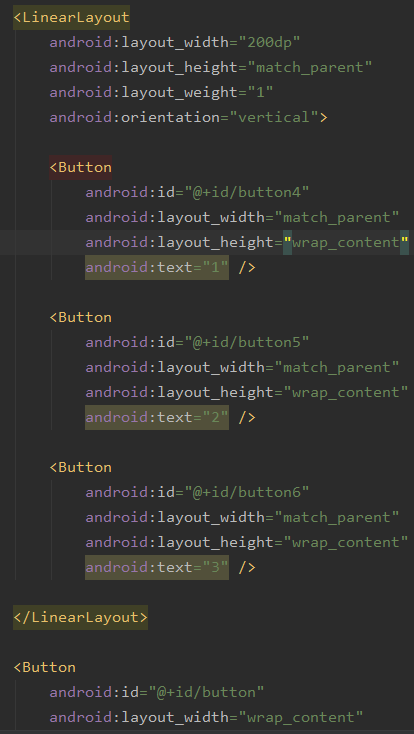 <LinearLayout
android:layout_width="200dp"
android:layout_height="match_parent"
android:layout_weight="1"
android:orientation="vertical">
<Button
android:id="@+id/button4"
android:layout_width="match_parent"
android:layout_height="wrap_content"
android:text="1" />
<Button
android:id="@+id/button5"
android:layout_width="match_parent"
android:layout_height="wrap_content"
android:text="2" />
<Button
android:id="@+id/button6"
android:layout_width="match_parent"
android:layout_height="wrap_content"
android:text="3" />
</LinearLayout>
<Button
android:id="@+id/button"
android:layout_width="wrap_content"